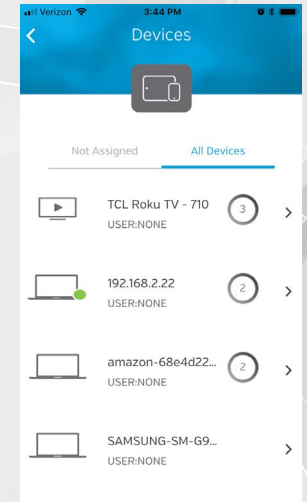 Verizon 3:44 PM
Devices
Not Assigned All Devices
TCL Roku TV - 710 3
USER:NONE
192.168.2.22 2
USER:NONE
amazon-68e4d22... 2
USER:NONE
SAMSUNG-SM-G9...
USER:NONE